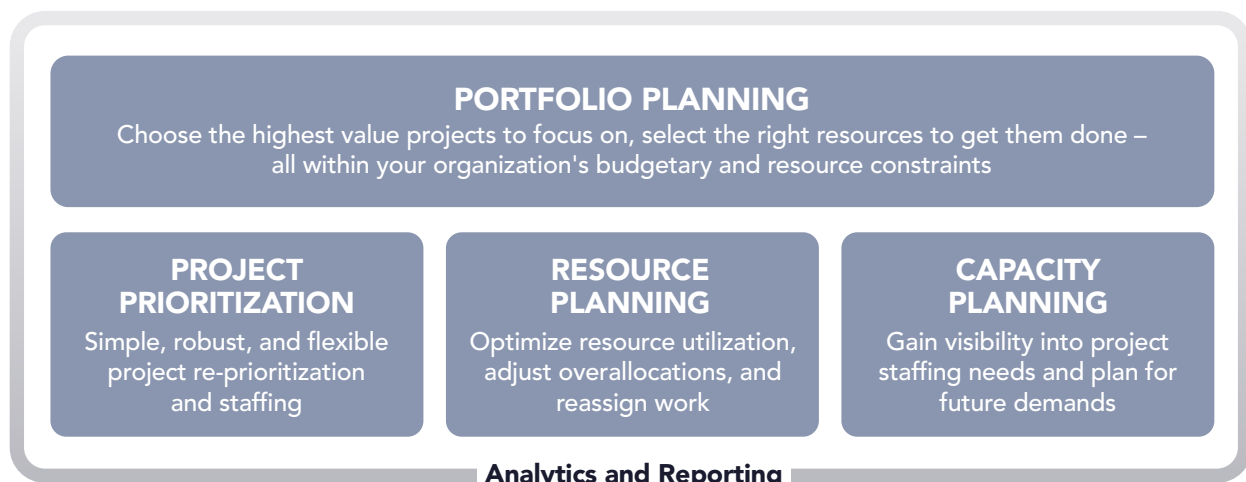 PORTFOLIO PLANNING
Choose the highest value projects to focus on, select the right resources to get them done –
all within your organization's budgetary and resource constraints
PROJECT
PRIORITIZATION
Simple, robust, and flexible
project re-prioritization
and staffing
RESOURCE
PLANNING
Optimize resource utilization,
adjust overallocations, and
reassign work
CAPACITY
PLANNING
Gain visibility into project
staffing needs and plan for
future demands
Analytics and Reporting